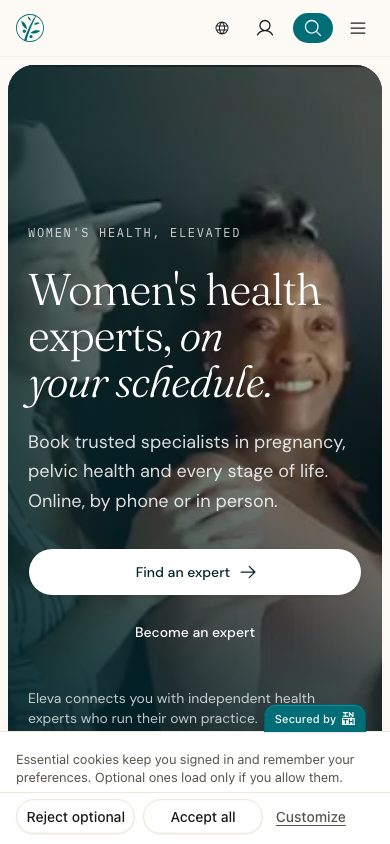 WOMEN'S HEALTH, ELEVATED
Women's health
experts, on
your schedule.
Book trusted specialists in pregnancy,
pelvic health and every stage of life.
Online, by phone or in person.
Find an expert
Become an expert
Eleva connects you with independent health
experts who run their own practice.
Secured by INTH
Essential cookies keep you signed in and remember your
preferences. Optional ones load only if you allow them.
Reject optional
Accept all
Customize